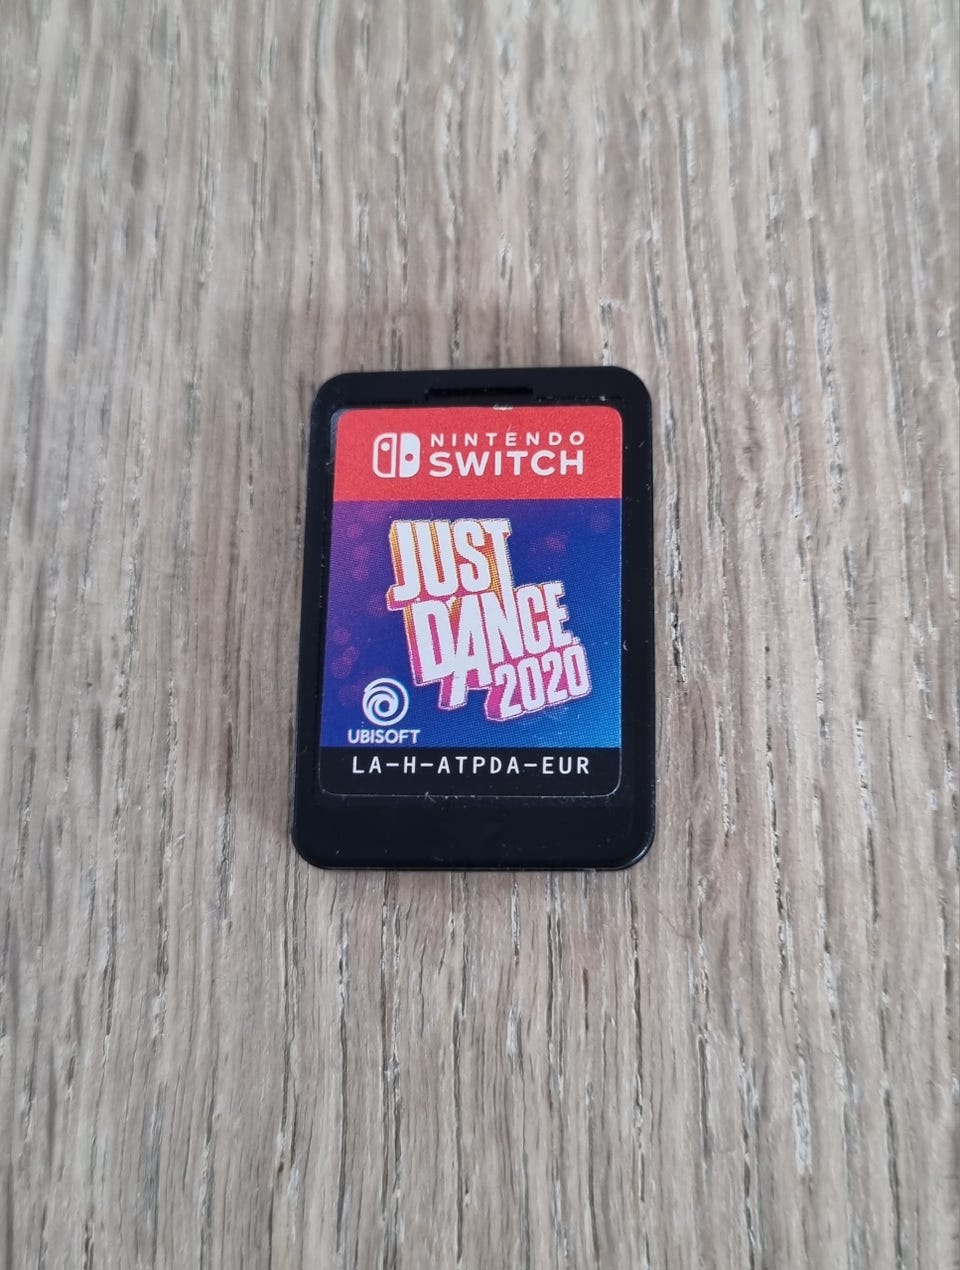 NINTENDO
SWITCH
JUST
DANCE
2020
UBISOFT
LA-H-ATPDA-EUR